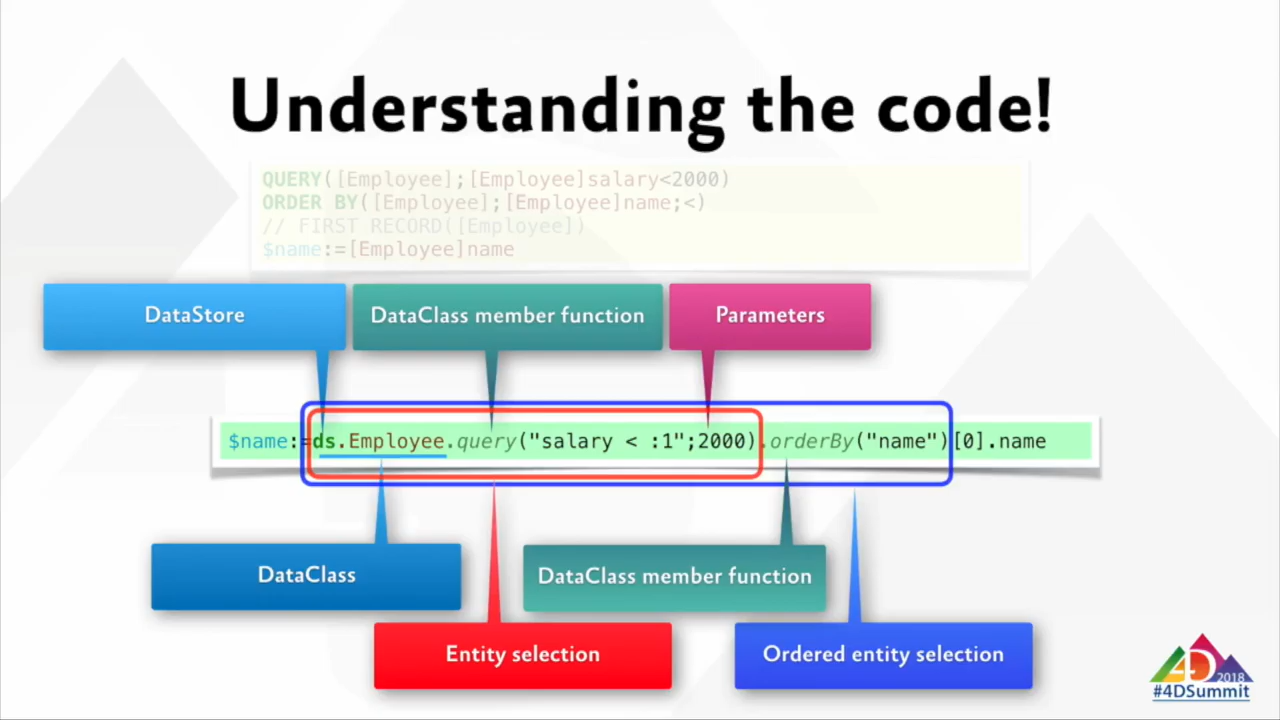 Understanding the code!
QUERY([Employee];[Employee]salary<2000)
ORDER BY([Employee];[Employee]name;<)
// FIRST RECORD([Employee])
$name:=[Employee]name
DataStore
DataClass member function
Parameters
$name:=ds.Employee.query("salary < :1";2000).orderBy("name")[0].name
DataClass
DataClass member function
Entity selection
Ordered entity selection
4D
2018
#4DSummit